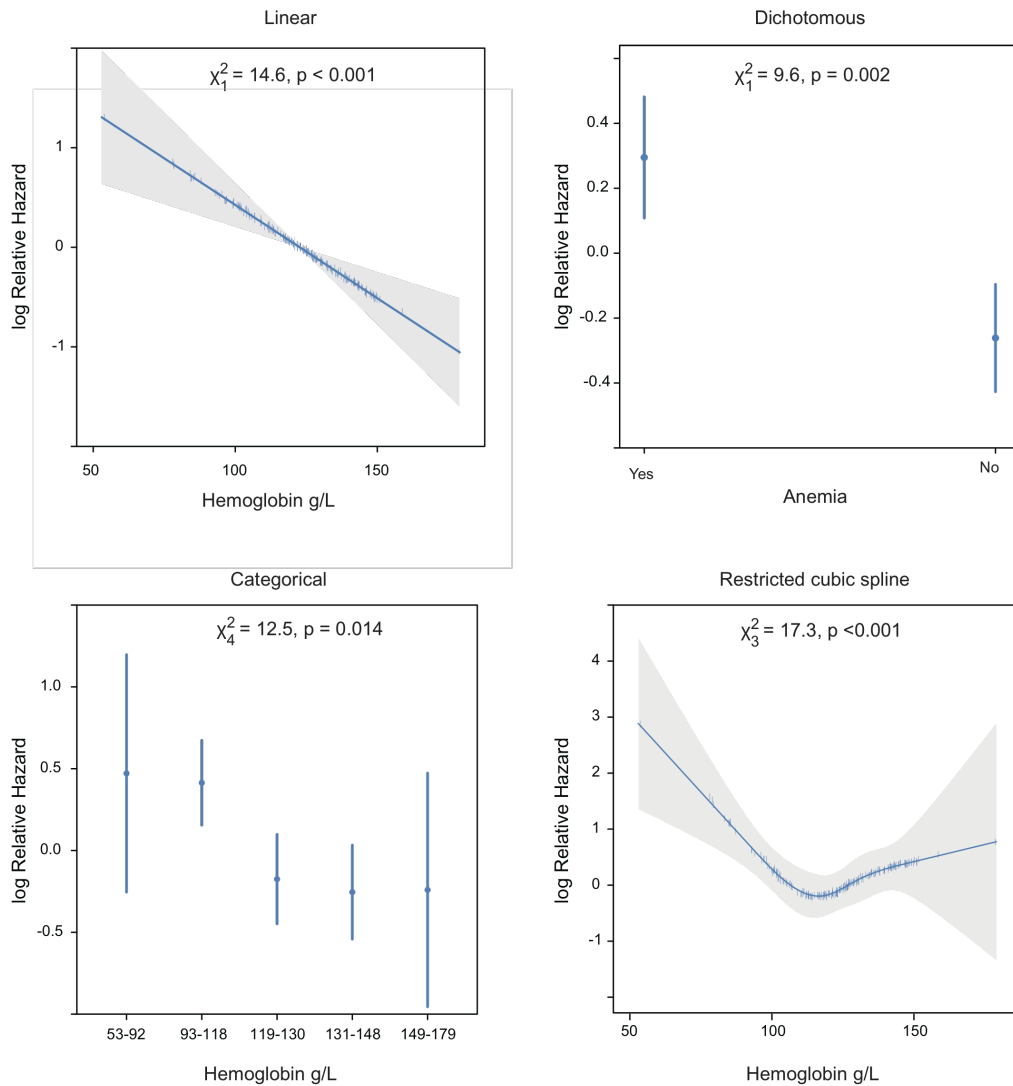 Linear
χ²₁ = 14.6, p < 0.001
1
0
-1
log Relative Hazard
50 100 150
Hemoglobin g/L
Dichotomous
χ²₁ = 9.6, p = 0.002
0.4
0.2
0.0
-0.2
-0.4
log Relative Hazard
Yes No
Anemia
Categorical
χ²₄ = 12.5, p = 0.014
1.0
0.5
0.0
-0.5
log Relative Hazard
53-92 93-118 119-130 131-148 149-179
Hemoglobin g/L
Restricted cubic spline
χ²₃ = 17.3, p <0.001
4
3
2
1
0
-1
log Relative Hazard
50 100 150
Hemoglobin g/L